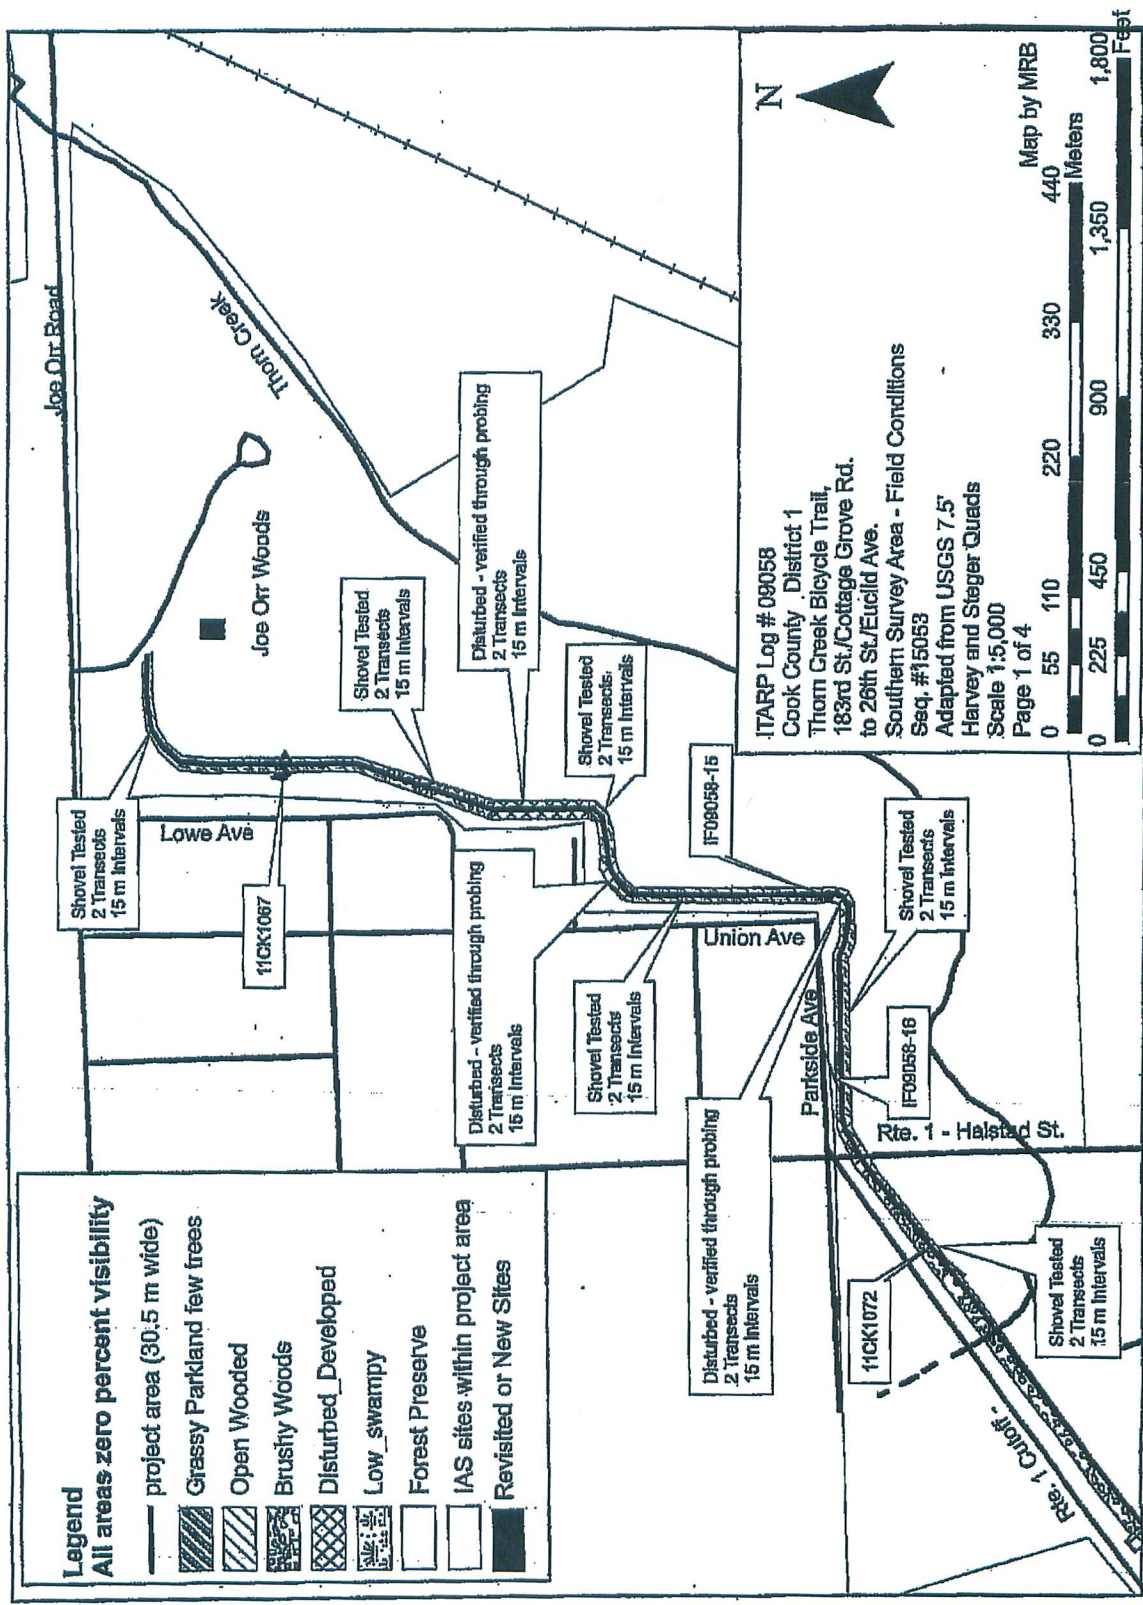 Legend
All areas zero percent visibility
project area (30.5 m wide)
Grassy Parkland few trees
Open Wooded
Brushy Woods
Disturbed_Developed
Low_swampy
Forest Preserve
IAS sites within project area
Revisited or New Sites
Joe Orr Road
Thorn Creek
Joe Orr Woods
Lowe Ave
Shovel Tested
2 Transects
15 m Intervals
11CK1067
Shovel Tested
2 Transects
15 m Intervals
Disturbed - verified through probing
2 Transects
15 m Intervals
Disturbed - verified through probing
2 Transects
15 m Intervals
Shovel Tested
2 Transects
15 m Intervals
Shovel Tested
2 Transects
15 m Intervals
Union Ave
IF09058-15
Parkside Ave
Disturbed - verified through probing
2 Transects
15 m Intervals
Shovel Tested
2 Transects
15 m Intervals
IF09058-18
Rte. 1 - Halstad St.
11CK1072
Shovel Tested
2 Transects
15 m Intervals
Rte. 1 Cutoff
ITARP Log # 09058
Cook County District 1
Thorn Creek Bicycle Trail,
183rd St./Cottage Grove Rd.
to 26th St./Euclid Ave.
Southern Survey Area - Field Conditions
Seq. #15053
Adapted from USGS 7.5'
Harvey and Steger Quads
Scale 1:5,000
Page 11 of 4
N
Map by MRB
0 55 110 220 330 440
Meters
0 225 450 900 1,350 1,800
Feet